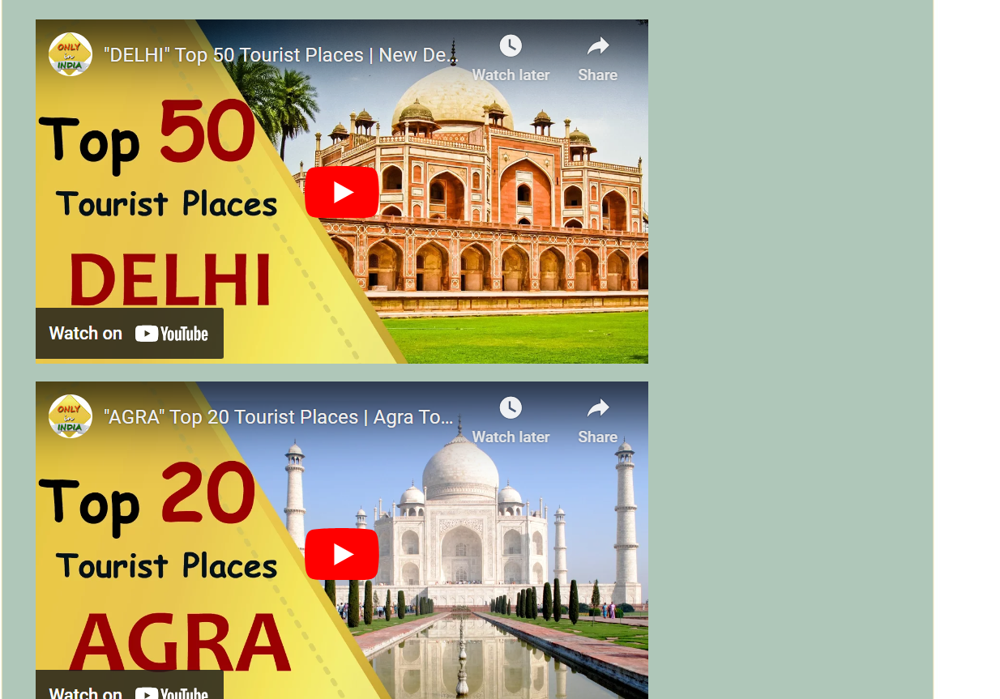 ONLY
in
INDIA
"DELHI" Top 50 Tourist Places | New De...
Watch later
Share
Top 50
Tourist Places
DELHI
Watch on YouTube
ONLY
in
INDIA
"AGRA" Top 20 Tourist Places | Agra To...
Watch later
Share
Top 20
Tourist Places
AGRA
Watch on YouTube